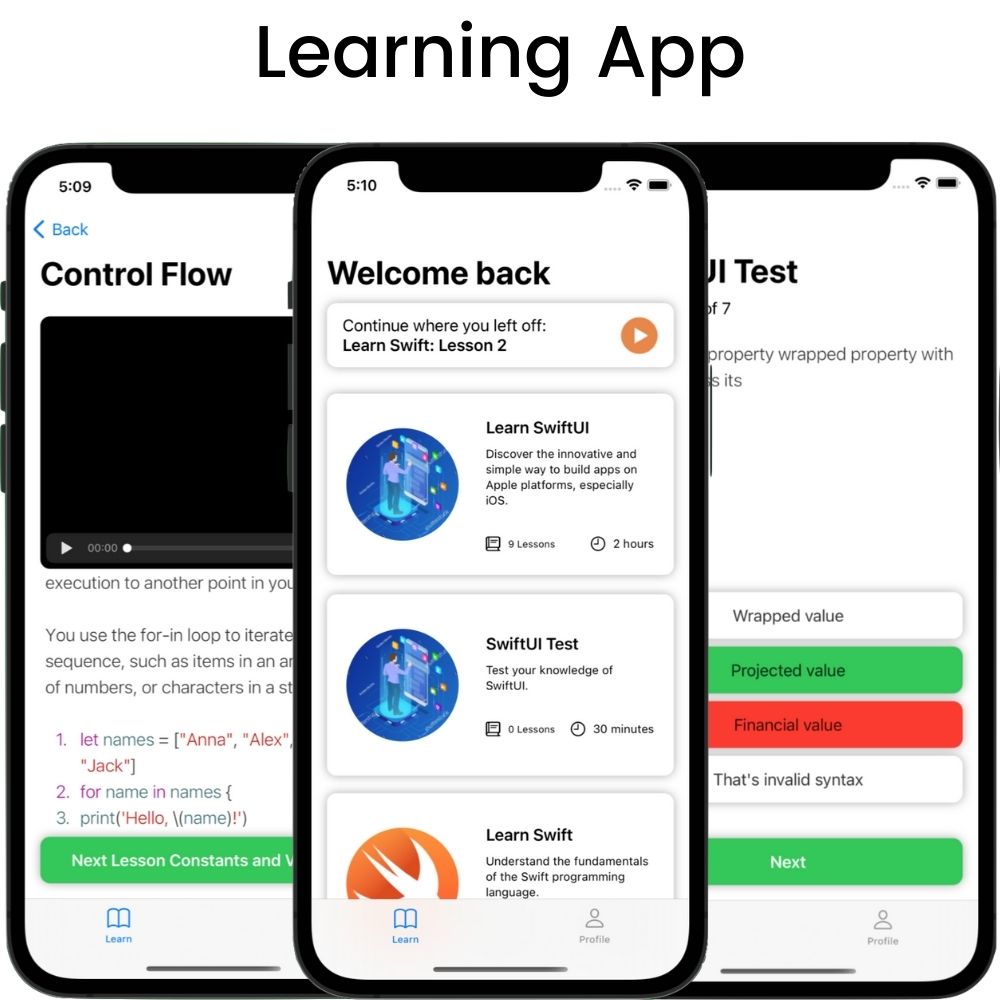 Learning App
5:09
Back
Control Flow
00:00
execution to another point in you
You use the for-in loop to iterate
sequence, such as items in an ar
of numbers, or characters in a st
1. let names = ["Anna", "Alex",
"Jack"]
2. for name in names {
3. print('Hello, \(name)!')
Next Lesson Constants and V
Learn
5:10
Welcome back
Continue where you left off:
Learn Swift: Lesson 2
Learn SwiftUI
Discover the innovative and
simple way to build apps on
Apple platforms, especially
iOS.
9 Lessons
2 hours
SwiftUI Test
Test your knowledge of
SwiftUI.
0 Lessons
30 minutes
Learn Swift
Understand the fundamentals
of the Swift programming
language.
Learn
Profile
UI Test
of 7
property wrapped property with
ss its
Wrapped value
Projected value
Financial value
That's invalid syntax
Next
Profile